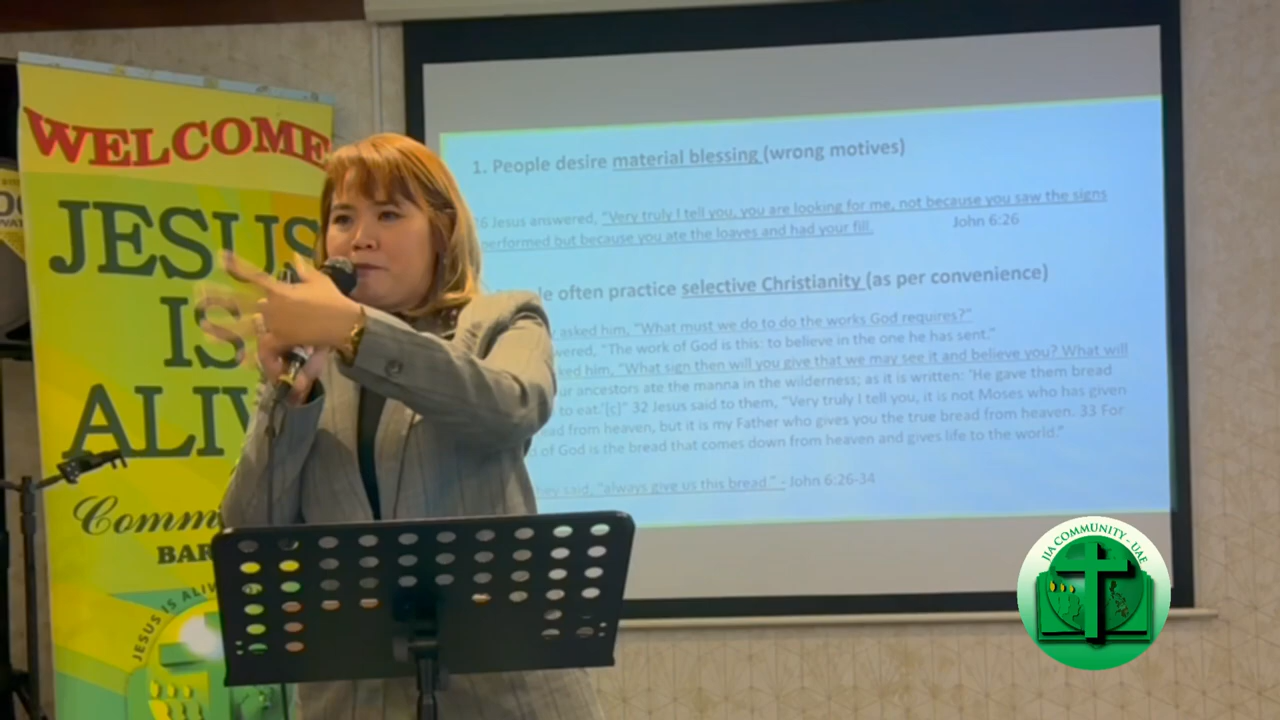 WELCOME
JESUS
IS
ALIV
Comm
BAR
JESUS IS ALIV
1. People desire material blessing (wrong motives)
6 Jesus answered, "Very truly I tell you, you are looking for me, not because you saw the signs
performed but because you ate the loaves and had your fill.
John 6:26
often practice selective Christianity (as per convenience)
asked him, "What must we do to do the works God requires?"
"The work of God is this: to believe in the one he has sent."
him, "What sign then will you give that we may see it and believe you? What will
ancestors ate the manna in the wilderness; as it is written: 'He gave them bread
to eat.'[c]" 32 Jesus said to them, "Very truly I tell you, it is not Moses who has given
from heaven, but it is my Father who gives you the true bread from heaven. 33 For
of God is the bread that comes down from heaven and gives life to the world."
said, "always give us this bread." - John 6:26-34
JIA COMMUNITY - UAE